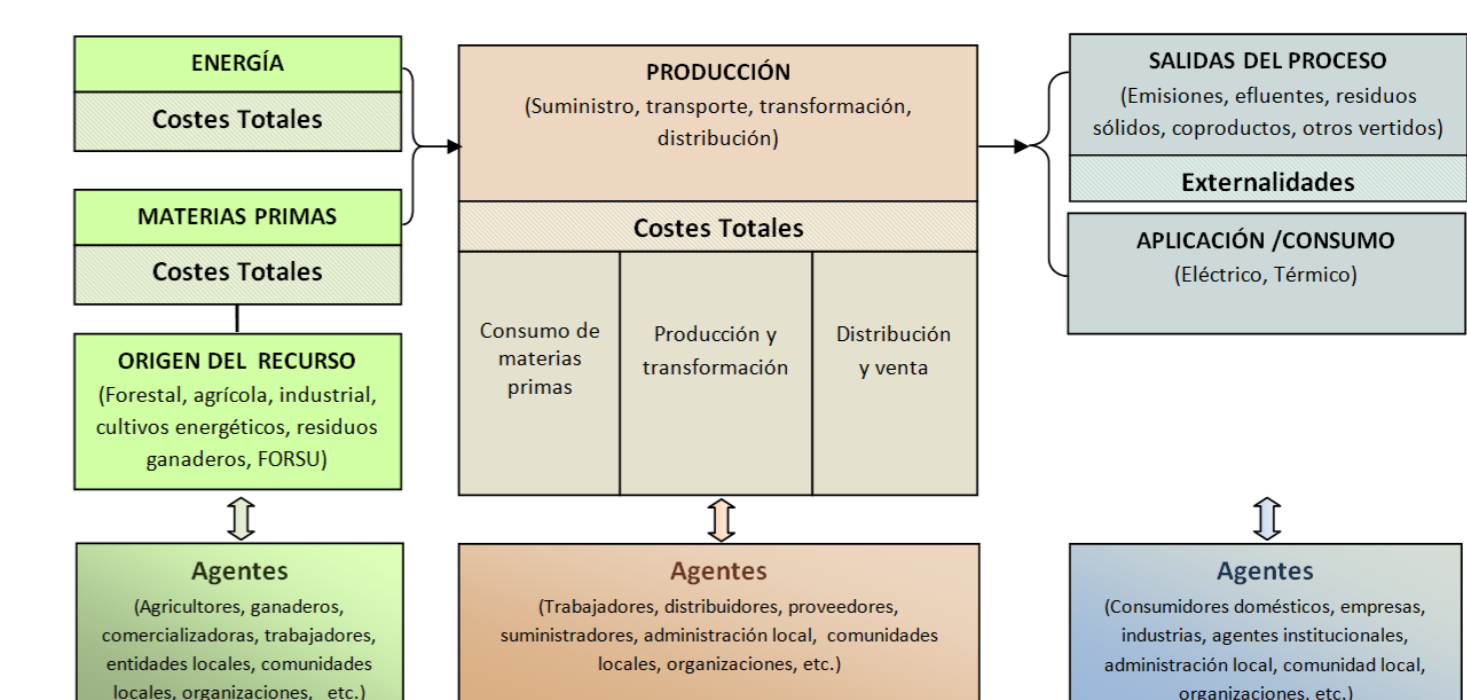 ENERGÍA
Costes Totales
MATERIAS PRIMAS
Costes Totales
ORIGEN DEL RECURSO
(Forestal, agrícola, industrial,
cultivos energéticos, residuos
ganaderos, FORSU)
Agentes
(Agricultores, ganaderos,
comercializadoras, trabajadores,
entidades locales, comunidades
locales, organizaciones, etc.)
PRODUCCIÓN
(Suministro, transporte, transformación,
distribución)
Costes Totales
Consumo de
materias
primas
Producción y
transformación
Distribución
y venta
Agentes
(Trabajadores, distribuidores, proveedores,
suministradores, administración local, comunidades
locales, organizaciones, etc.)
SALIDAS DEL PROCESO
(Emisiones, efluentes, residuos
sólidos, coproductos, otros vertidos)
Externalidades
APLICACIÓN /CONSUMO
(Eléctrico, Térmico)
Agentes
(Consumidores domésticos, empresas,
industrias, agentes institucionales,
administración local, comunidad local,
organizaciones, etc.)